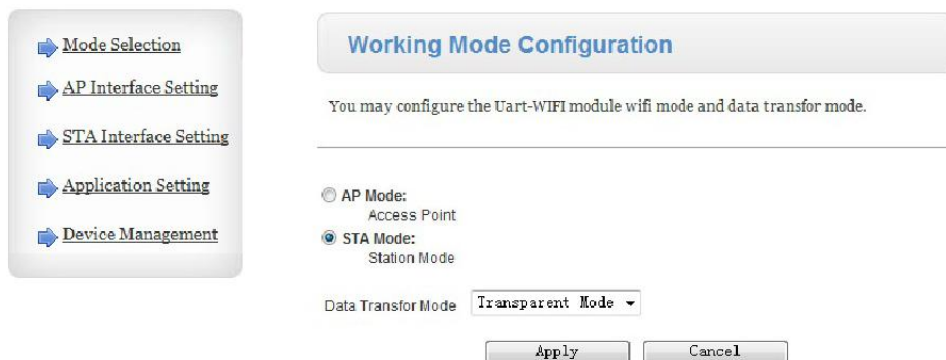 Mode Selection
AP Interface Setting
STA Interface Setting
Application Setting
Device Management
Working Mode Configuration
You may configure the Uart-WIFI module wifi mode and data transfor mode.
AP Mode:
Access Point
STA Mode:
Station Mode
Data Transfor Mode Transparent Mode
Apply Cancel